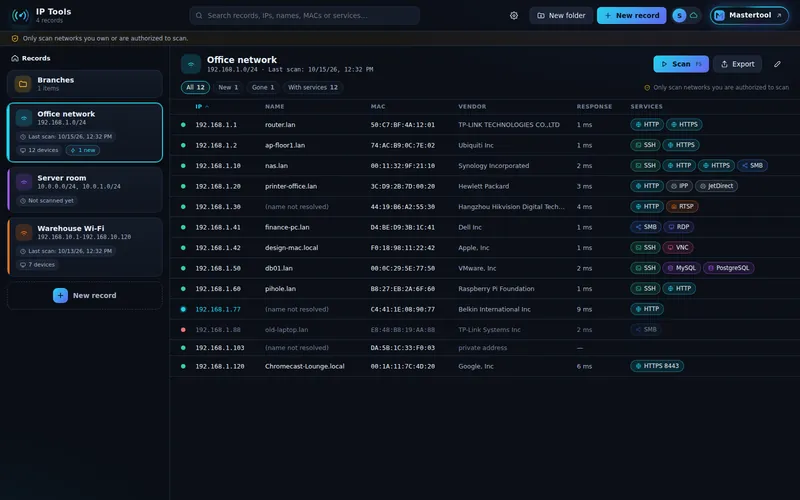 IP Tools
4 records
Search records, IPs, names, MACs or services…
New folder
New record
S
Mastertool ↗
Only scan networks you own or are authorized to scan.
Records
Branches
1 items
Office network
192.168.1.0/24
Last scan: 10/15/26, 12:32 PM
12 devices
1 new
Server room
10.0.0.0/24, 10.0.1.0/24
Not scanned yet
Warehouse Wi-Fi
192.168.10.1-192.168.10.120
Last scan: 10/13/26, 12:32 PM
7 devices
New record
Office network
192.168.1.0/24 · Last scan: 10/15/26, 12:32 PM
Scan F5
Export
All 12 New 1 Gone 1 With services 12
Only scan networks you are authorized to scan
IP NAME MAC VENDOR RESPONSE SERVICES
192.168.1.1 router.lan 50:C7:BF:4A:12:01 TP-LINK TECHNOLOGIES CO.,LTD 1 ms HTTP HTTPS
192.168.1.2 ap-floor1.lan 74:AC:B9:0C:7E:02 Ubiquiti Inc 1 ms SSH HTTPS
192.168.1.10 nas.lan 00:11:32:9F:21:10 Synology Incorporated 2 ms SSH HTTP HTTPS SMB
192.168.1.20 printer-office.lan 3C:D9:2B:7D:00:20 Hewlett Packard 3 ms HTTP IPP JetDirect
192.168.1.30 (name not resolved) 44:19:B6:A2:55:30 Hangzhou Hikvision Digital Tech… 4 ms HTTP RTSP
192.168.1.41 finance-pc.lan D4:BE:D9:3B:1C:41 Dell Inc 1 ms SMB RDP
192.168.1.42 design-mac.local F0:18:98:11:22:42 Apple, Inc 1 ms SSH VNC
192.168.1.50 db01.lan 00:0C:29:5E:77:50 VMware, Inc 2 ms SSH MySQL PostgreSQL
192.168.1.60 pihole.lan B8:27:EB:2A:6F:60 Raspberry Pi Foundation 1 ms SSH HTTP
192.168.1.77 (name not resolved) C4:41:1E:08:90:77 Belkin International Inc 9 ms HTTP
192.168.1.88 old-laptop.lan E8:48:B8:19:AA:88 TP-Link Systems Inc 2 ms SMB
192.168.1.103 (name not resolved) DA:5B:1C:33:F0:03 private address —
192.168.1.120 Chromecast-Lounge.local 00:1A:11:7C:4D:20 Google, Inc 6 ms HTTPS 8443